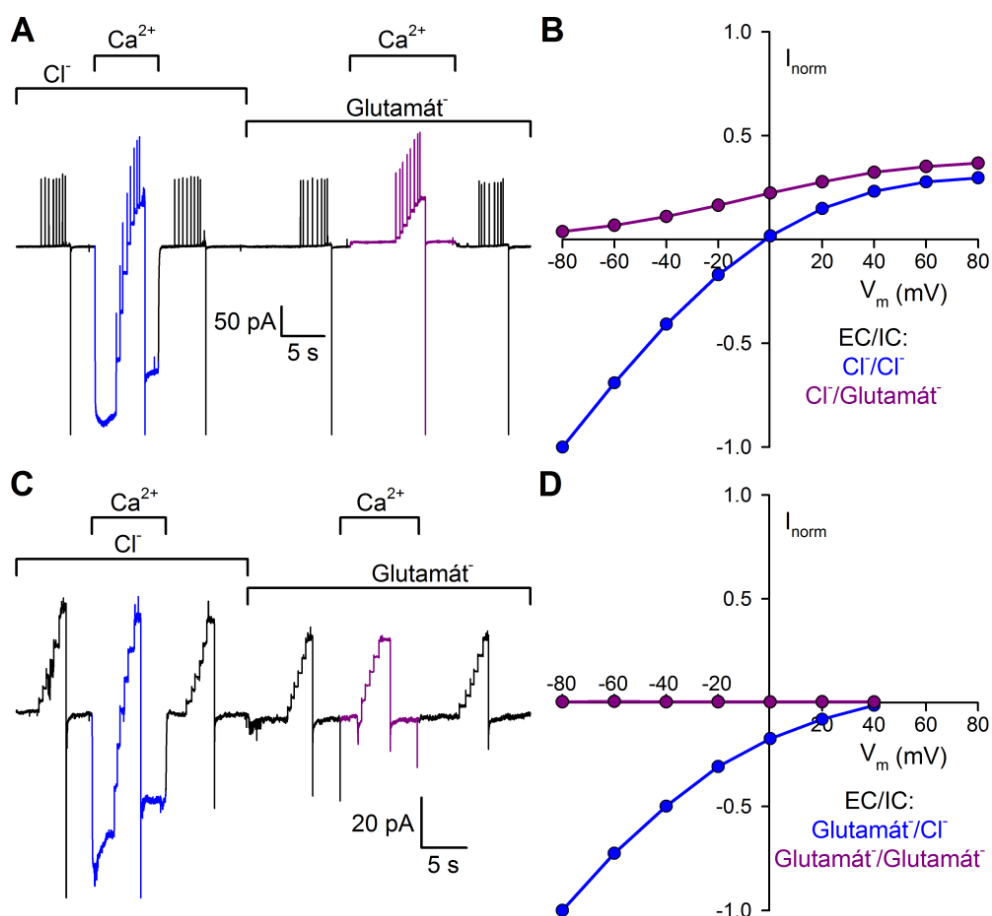 A
Ca²⁺
Cl⁻
Ca²⁺
Glutamát⁻
50 pA
5 s
B
1.0
Iₙₒᵣₘ
0.5
-80 -60 -40 -20 20 40 60 80
Vₘ (mV)
-0.5
EC/IC:
Cl⁻/Cl⁻
Cl⁻/Glutamát⁻
-1.0
C
Ca²⁺
Cl⁻
Ca²⁺
Glutamát⁻
20 pA
5 s
D
1.0
Iₙₒᵣₘ
0.5
-80 -60 -40 -20
20 40 60 80
Vₘ (mV)
-0.5
EC/IC:
Glutamát⁻/Cl⁻
Glutamát⁻/Glutamát⁻
-1.0